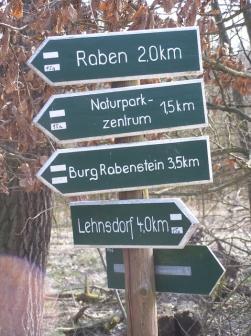 Raben 2.0km
Naturpark-
zentrum 1,5km
Burg Rabenstein 3,5km
Lehnsdorf 4,0km